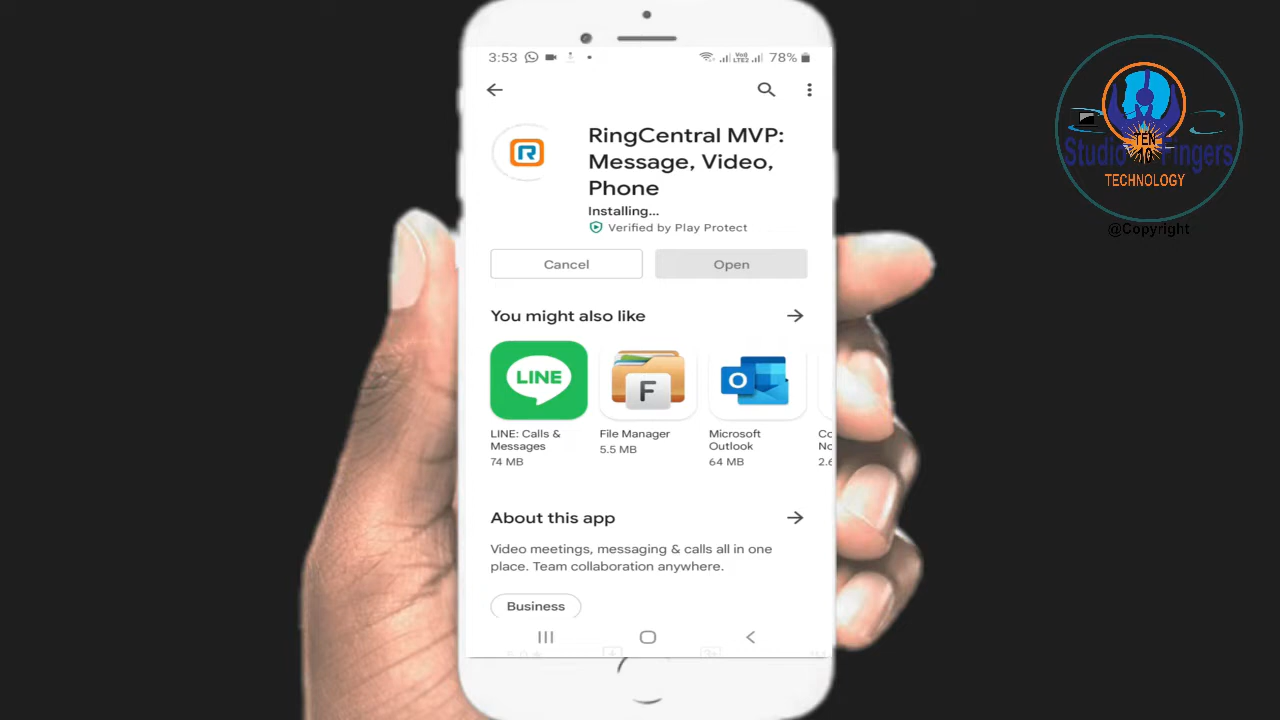 3:53
78%
R
RingCentral MVP:
Message, Video,
Phone
Installing...
Verified by Play Protect
Cancel
Open
You might also like
LINE
F
O
LINE: Calls &
Messages
74 MB
File Manager
5.5 MB
Microsoft
Outlook
64 MB
About this app
Video meetings, messaging & calls all in one
place. Team collaboration anywhere.
Business
TEN
Studio Fingers
TECHNOLOGY
@Copyright